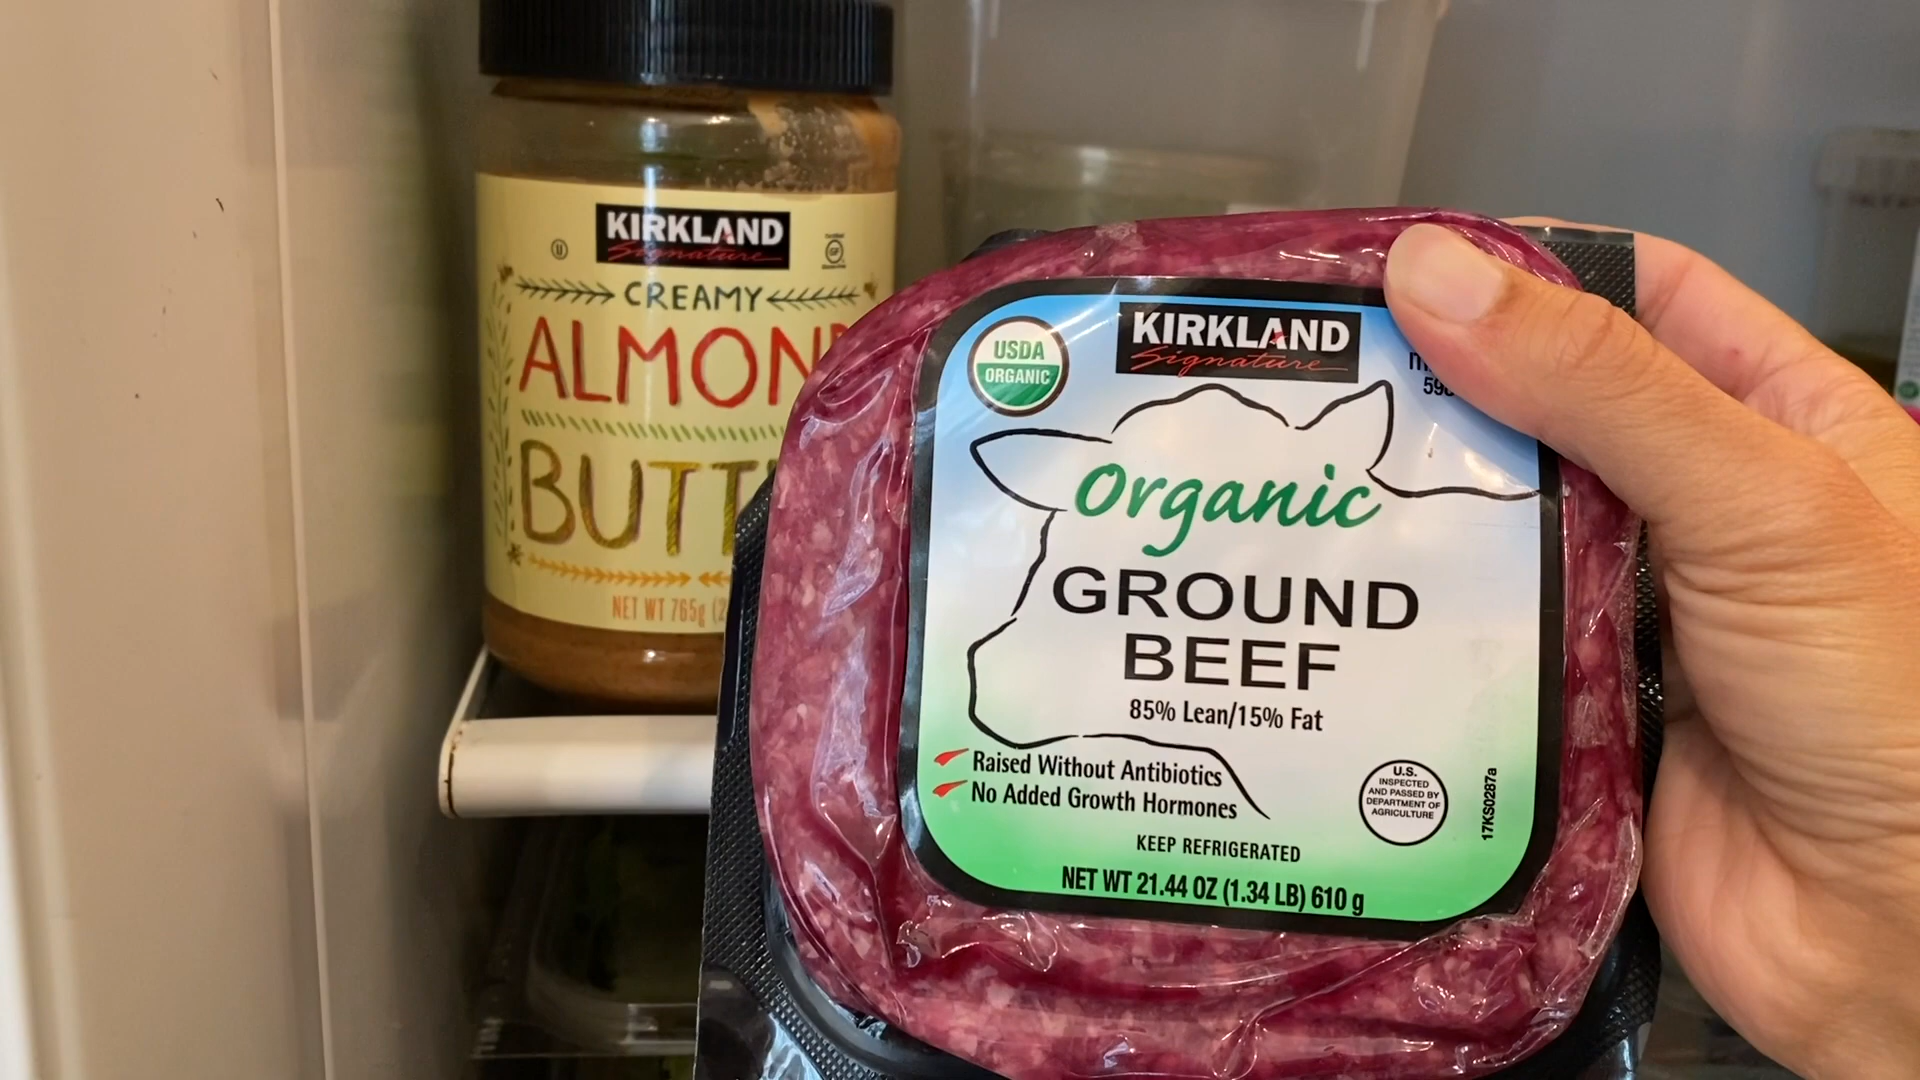 KIRKLAND
Signature
CREAMY
BUTT
NET WT 765g (2
KIRKLAND
Signature
USDA
ORGANIC
Organic
GROUND
BEEF
85% Lean/15% Fat
Raised Without Antibiotics
No Added Growth Hormones
KEEP REFRIGERATED
NET WT 21.44 OZ (1.34 LB) 610 g
U.S.
INSPECTED
AND PASSED BY
DEPARTMENT OF
AGRICULTURE
17KS0287a